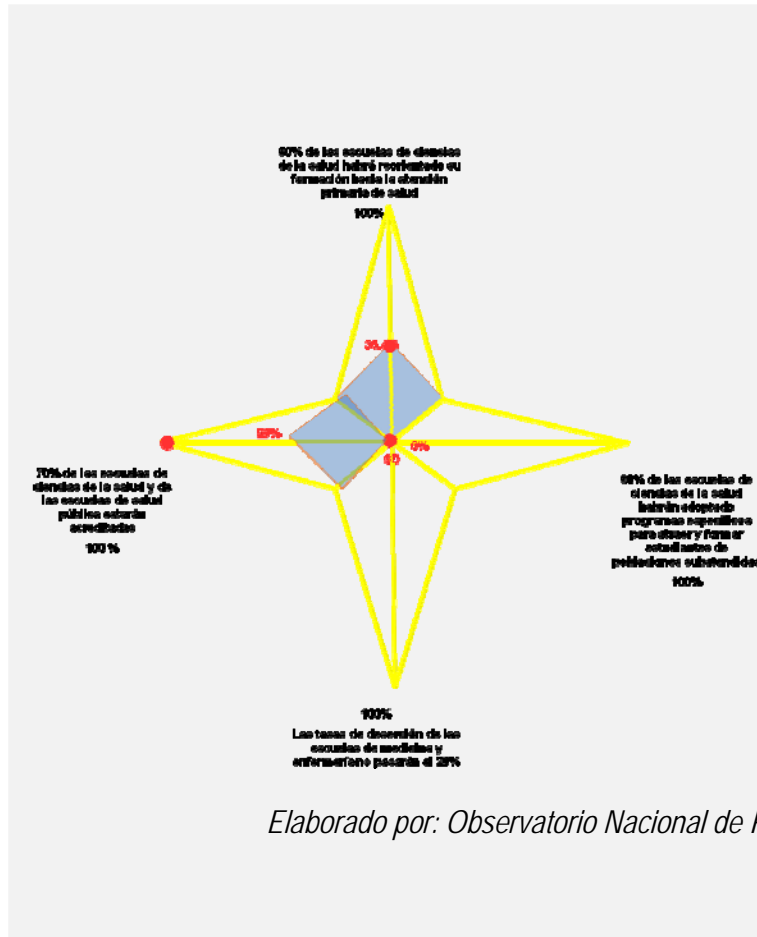 80% de las escuelas de ciencias
de la salud habrá reorientado su
formación hacia la atención
primaria de salud
100%
0%
70% de las escuelas de
ciencias de la salud y de
las escuelas de salud
pública estarán
acreditadas
100 %
de las escuelas de
ciencias de la salud
habrán adoptado
programas específicos
para atraer y formar
estudiantes de
poblaciones subatendidas
100%
100%
Las tasas de deserción de las
escuelas de medicina y
enfermería no pasarán el
Elaborado por: Observatorio Nacional de